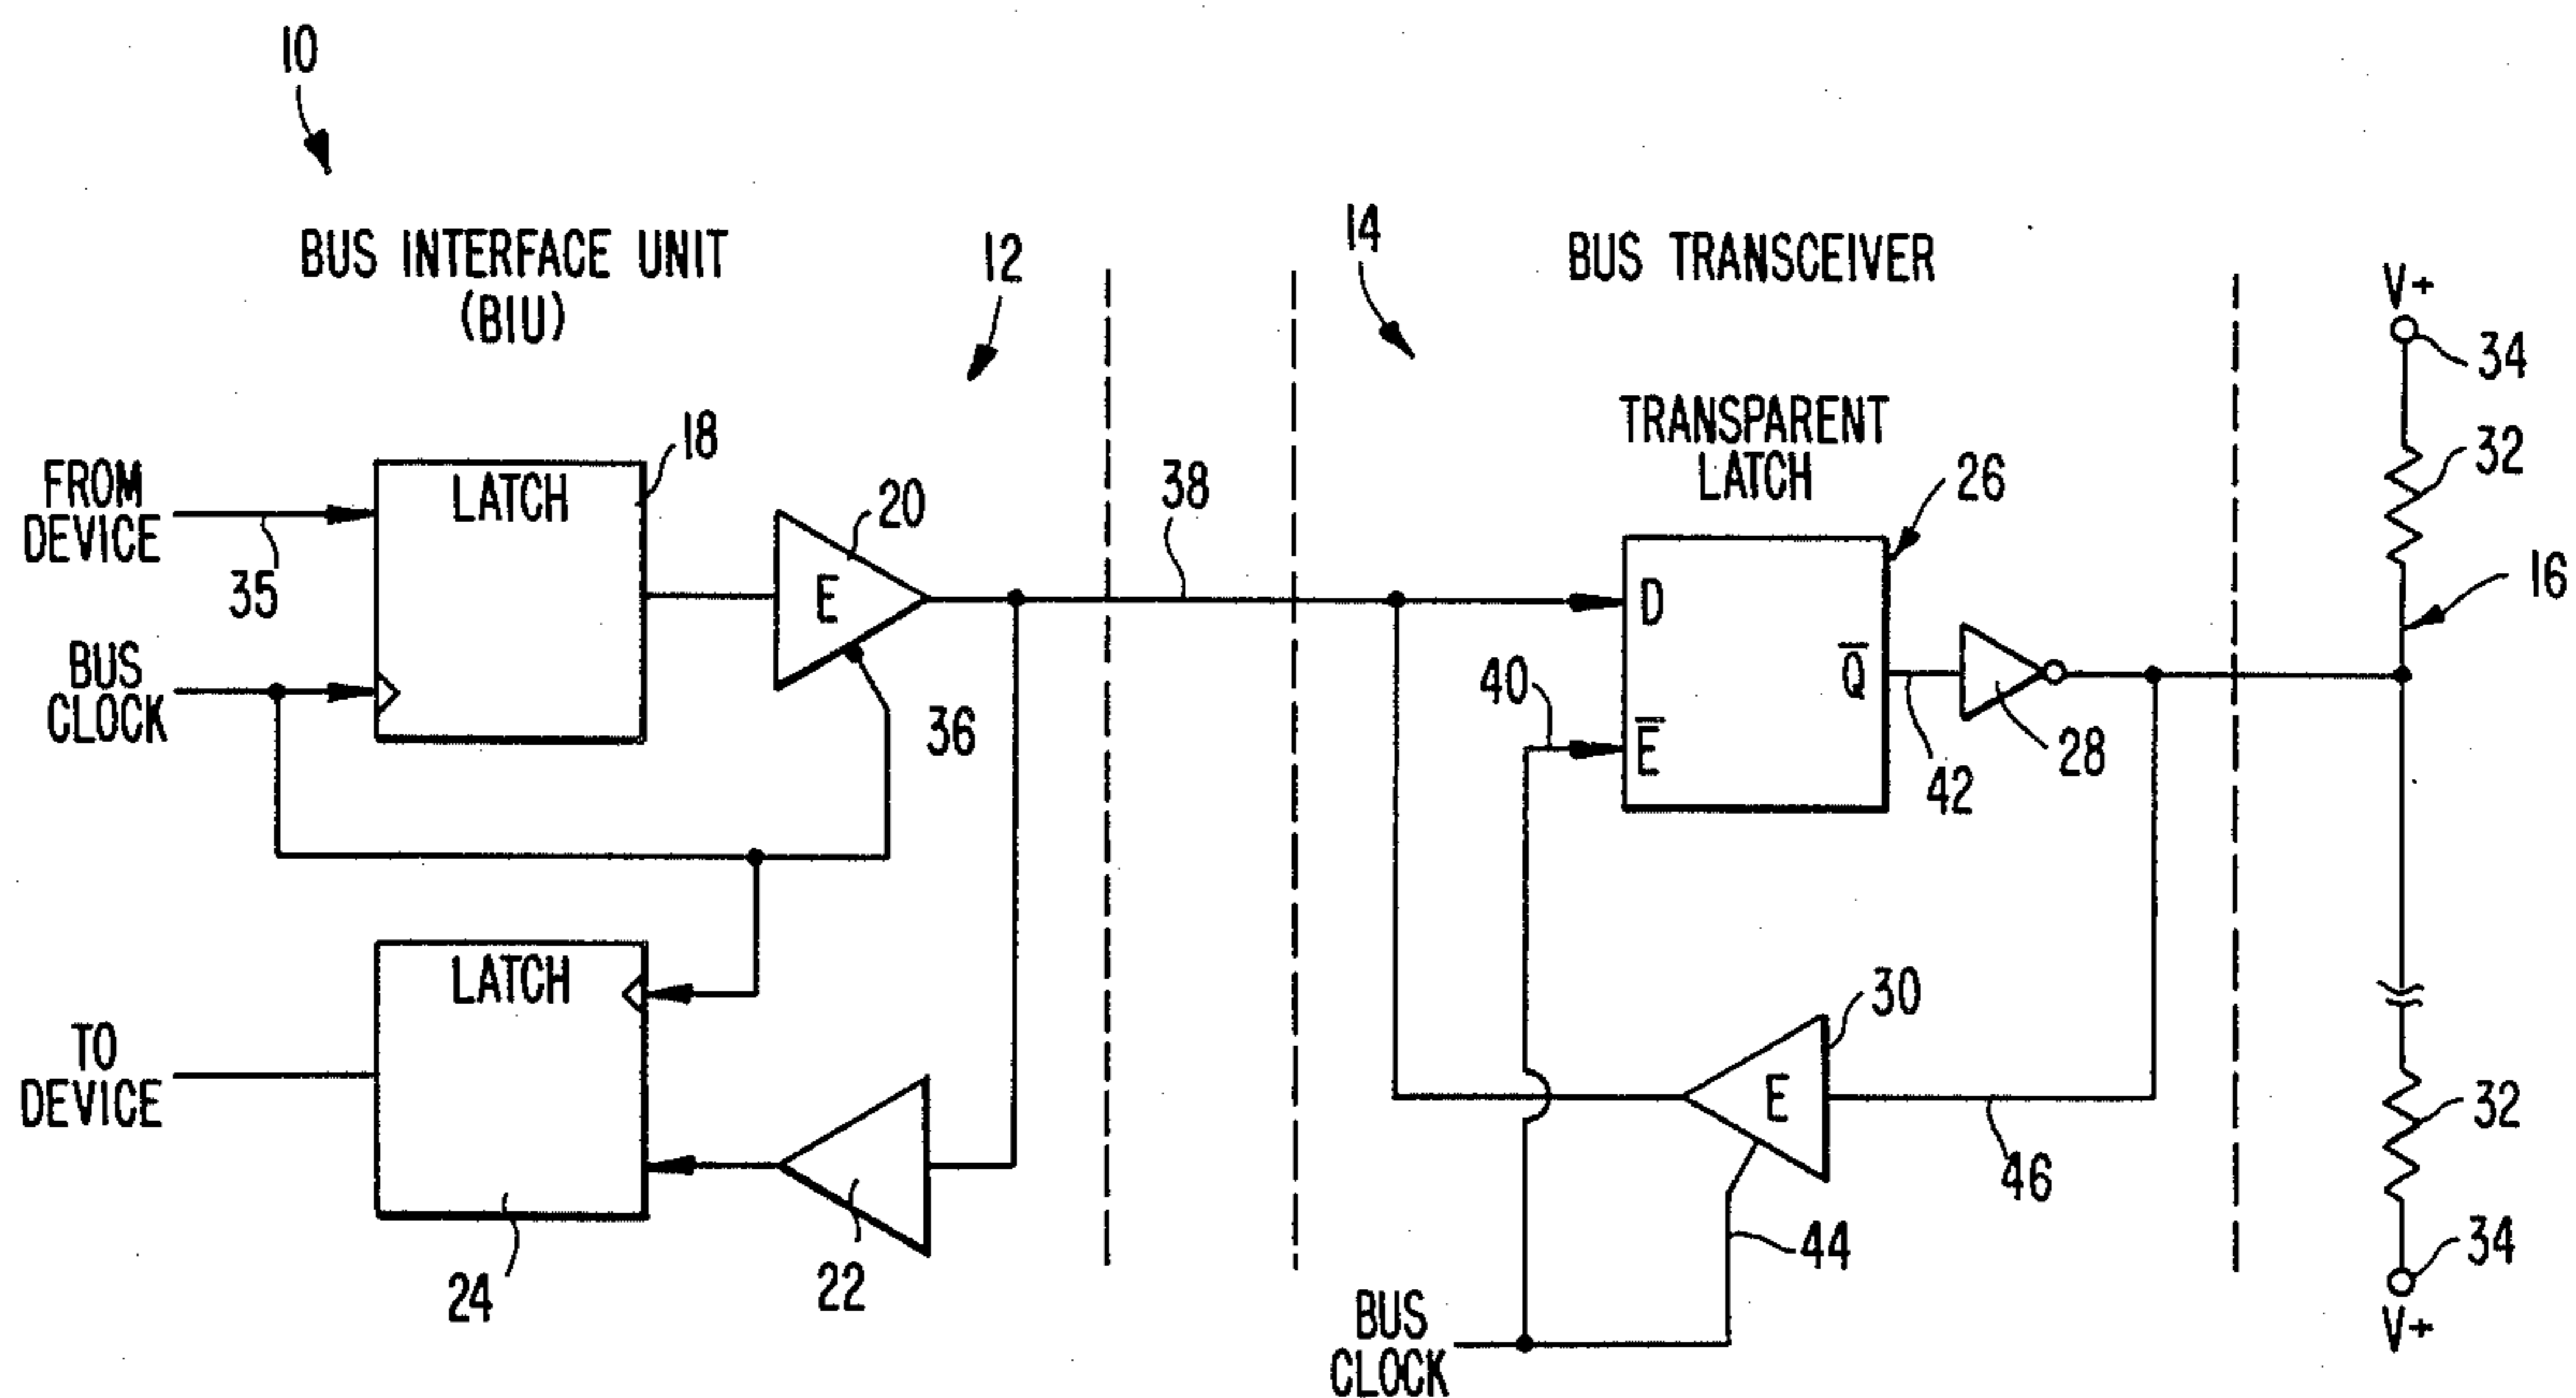 10
BUS INTERFACE UNIT
(BIU)
12
14
BUS TRANSCEIVER
V+
34
32
16
FROM
DEVICE
35
LATCH
18
20
E
36
38
BUS
CLOCK
TRANSPARENT
LATCH
26
D
Q̅
40
E̅
42
28
LATCH
24
TO
DEVICE
22
30
E
46
44
BUS
CLOCK
32
34
V+